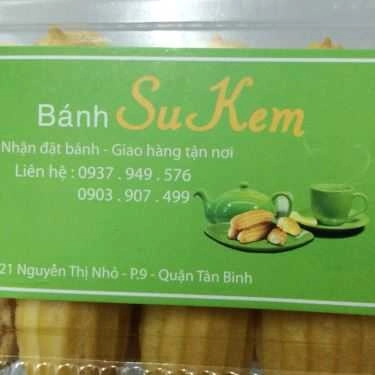 Bánh Su Kem
Nhận đặt bánh - Giao hàng tận nơi
Liên hệ : 0937 . 949 . 576
0903 . 907 . 499
21 Nguyễn Thị Nhỏ - P.9 - Quận Tân Bình